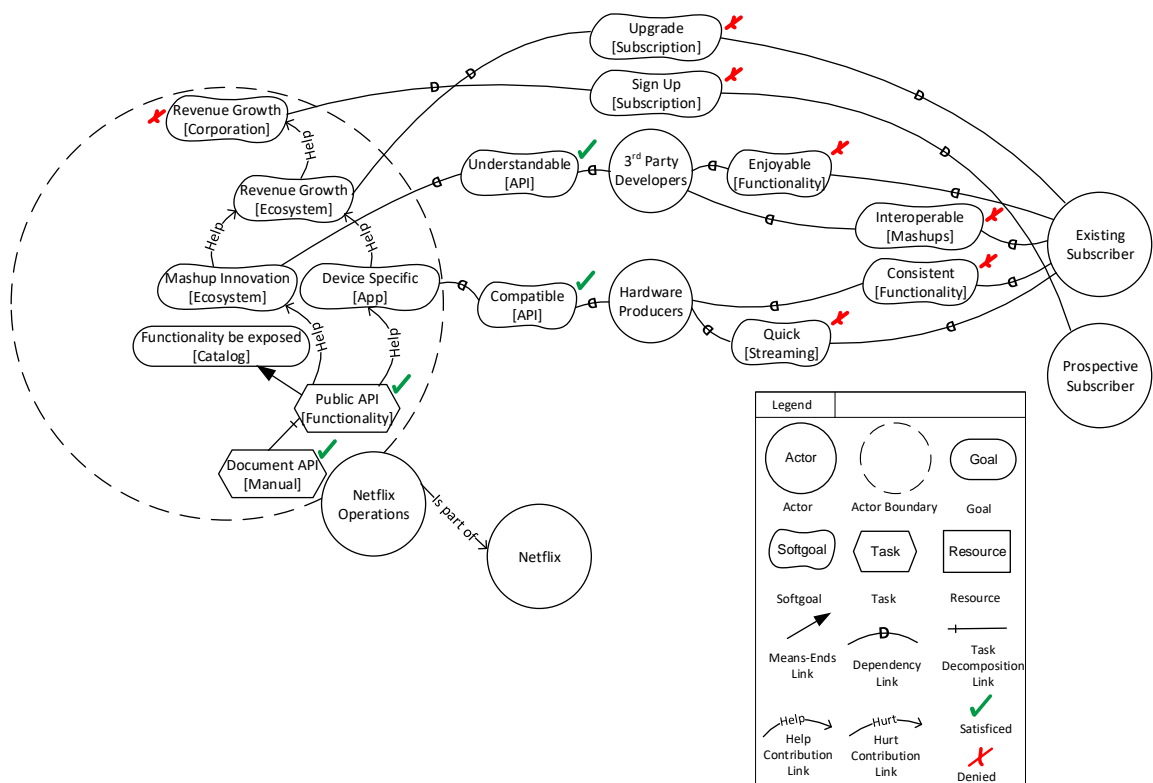 Upgrade
[Subscription]
D
D
Sign Up
[Subscription]
D
D
D
Revenue Growth
[Corporation]
Help
Understandable
[API]
D
D
3rd Party
Developers
D
Enjoyable
[Functionality]
D
Revenue Growth
[Ecosystem]
Help
Help
D
Interoperable
[Mashups]
D
Existing
Subscriber
Mashup Innovation
[Ecosystem]
Device Specific
[App]
D
Compatible
[API]
D
Hardware
Producers
D
Consistent
[Functionality]
D
D
Quick
[Streaming]
D
Functionality be exposed
[Catalog]
Help
Help
Prospective
Subscriber
Public API
[Functionality]
Document API
[Manual]
Netflix
Operations
Is part of
Netflix
Legend
Actor
Goal
Actor
Actor Boundary
Goal
Softgoal
Task
Resource
Softgoal
Task
Resource
D
Means-Ends
Link
Dependency
Link
Task
Decomposition
Link
Help
Hurt
Satisficed
Help
Contribution
Link
Hurt
Contribution
Link
Denied